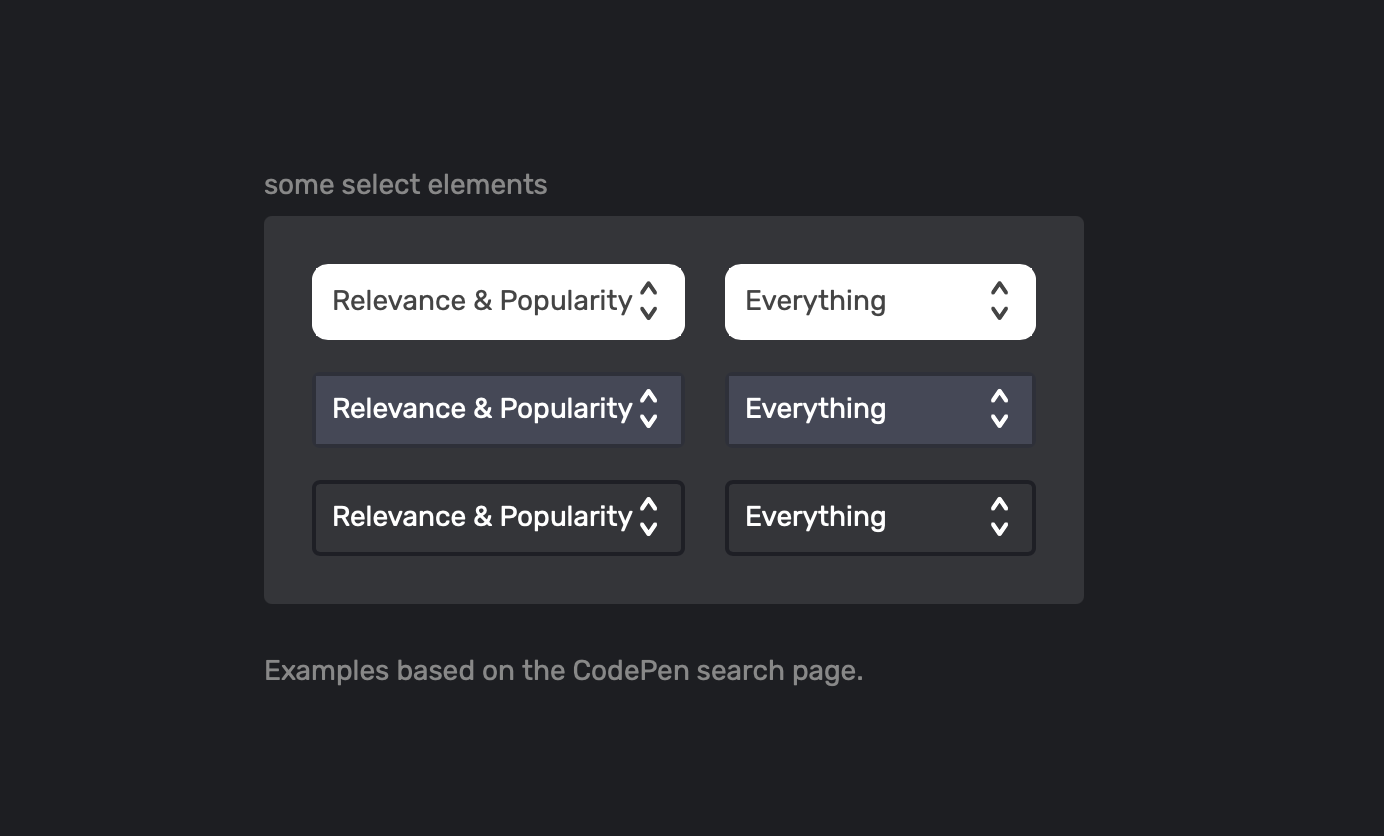 some select elements
Relevance & Popularity Everything
Relevance & Popularity Everything
Relevance & Popularity Everything
Examples based on the CodePen search page.